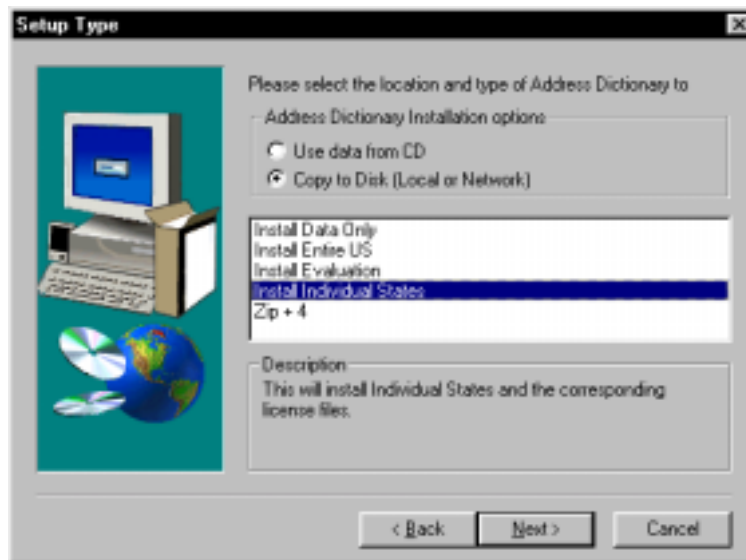 Setup Type
Please select the location and type of Address Dictionary to
Address Dictionary Installation options
Use data from CD
Copy to Disk (Local or Network)
Install Data Only
Install Entire US
Install Evaluation
Install Individual States
Zip + 4
Description
This will install Individual States and the corresponding
license files.
< Back
Next >
Cancel